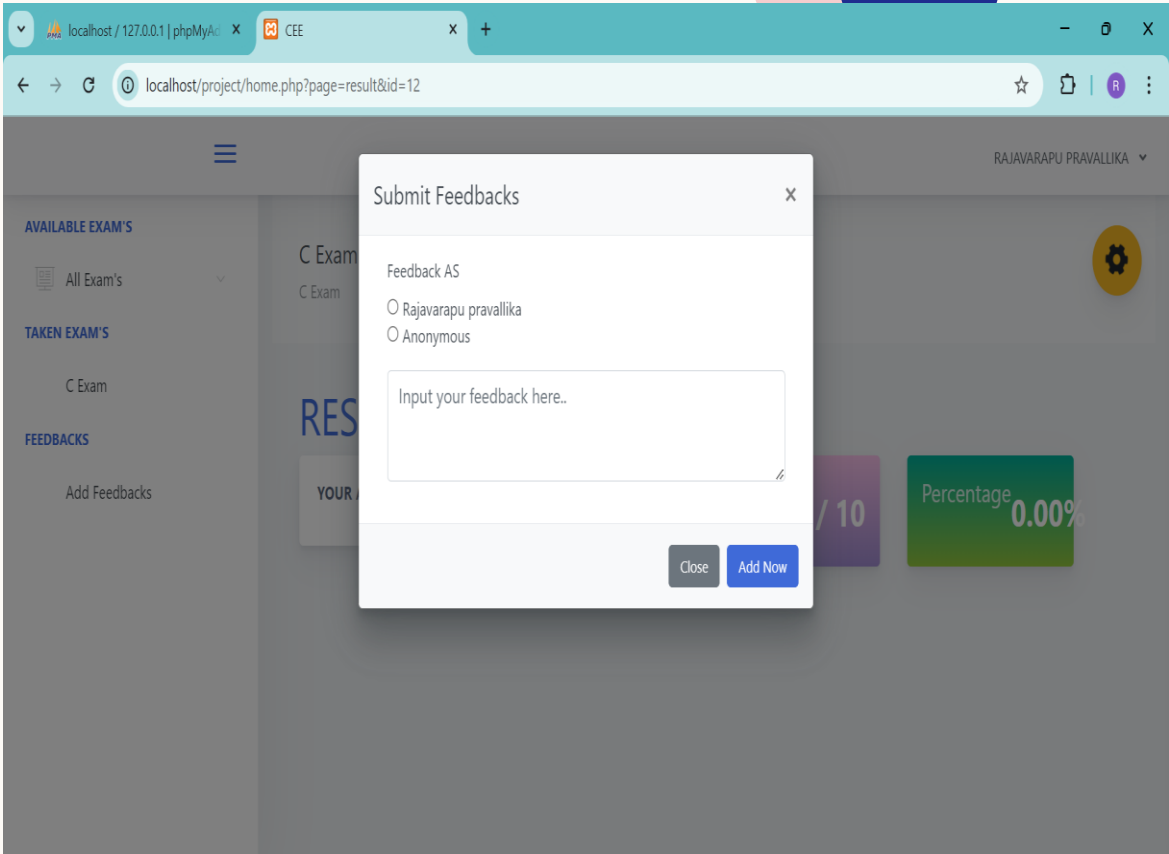 localhost / 127.0.0.1 | phpMyAd
CEE
localhost/project/home.php?page=result&id=12
R
RAJAVARAPU PRAVALLIKA
AVAILABLE EXAM'S
All Exam's
TAKEN EXAM'S
C Exam
FEEDBACKS
Add Feedbacks
C Exam
C Exam
RES
YOUR A
/ 10
Percentage
0.00%
Submit Feedbacks
Feedback AS
Rajavarapu pravallika
Anonymous
Input your feedback here..
Close
Add Now